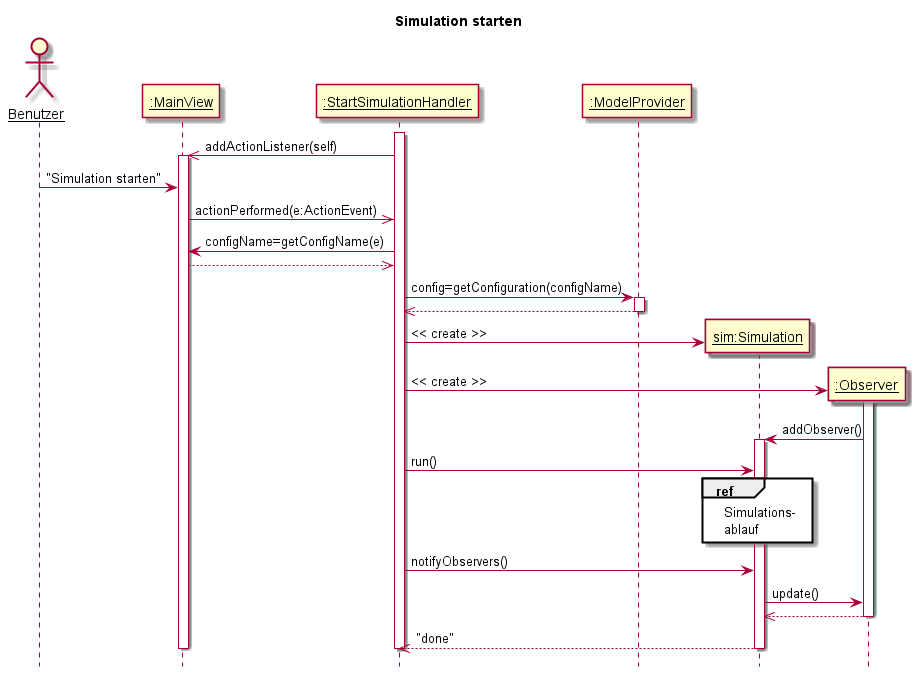 Simulation starten
Benutzer
:MainView
:StartSimulationHandler
:ModelProvider
addActionListener(self)
"Simulation starten"
actionPerformed(e:ActionEvent)
configName=getConfigName(e)
config=getConfiguration(configName)
<< create >>
sim:Simulation
<< create >>
:Observer
addObserver()
run()
ref
Simulations-
ablauf
notifyObservers()
update()
"done"